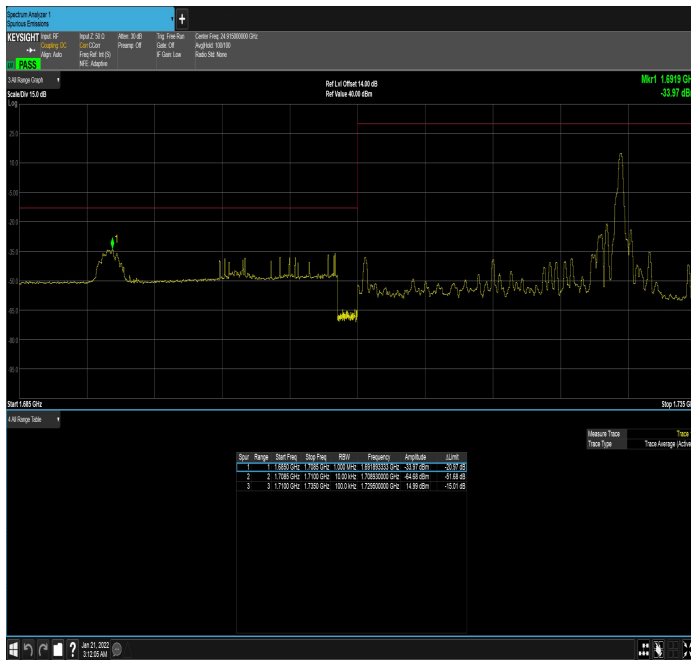 Spectrum Analyzer 1
Spurious Emissions
+
KEYSIGHT
Input: RF
Coupling: DC
Align: Auto
Input Z: 50 Ω
Corr CCorr
Freq Ref: Int (S)
NFE: Adaptive
Atten: 30 dB
Preamp: Off
Trig: Free Run
Gate: Off
IF Gain: Low
Center Freq: 24.915000000 GHz
Avg|Hold: 100/100
Radio Std: None
PASS
3 All Range Graph
Scale/Div 15.0 dB
Log
Ref Lvl Offset 14.00 dB
Ref Value 40.00 dBm
Mkr1 1.6919 GH
-33.97 dB
25.0
10.0
-5.00
-20.0
-35.0
-50.0
-65.0
-80.0
-95.0
1
Start 1.685 GHz
Stop 1.735 G
4 All Range Table
Measure Trace Trace
Trace Type Trace Average (Active
Spur Range Start Freq Stop Freq RBW Frequency Amplitude ΔLimit
1 1 1.6850 GHz 1.7085 GHz 1.000 MHz 1.691893333 GHz -33.97 dBm -20.97 dB
2 2 1.7085 GHz 1.7100 GHz 10.00 kHz 1.708930000 GHz -64.68 dBm -51.68 dB
3 3 1.7100 GHz 1.7350 GHz 100.0 kHz 1.729500000 GHz 14.99 dBm -15.01 dB
?
Jan 21, 2022
3:12:05 AM